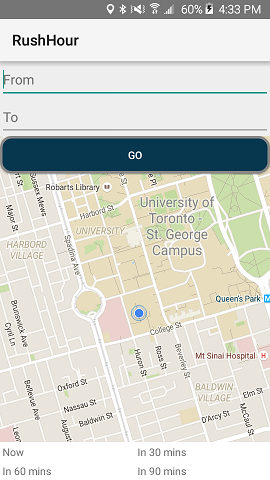 60% 4:33 PM
RushHour
From
To
GO
Robarts Library
Sussex Mews
Major St
Harbord St
UNIVERSITY
University of
Toronto -
St. George
Campus
HARBORD
VILLAGE
Spadina Ave
Queen's Park
M
Brunswick Ave
Cyril Ln
College St
Huron St
Ross St
Beverley St
Mt Sinai Hospital
H
Bellevue Ave
Oxford St
Nassau St
Baldwin St
August
BALDWIN
VILLAGE
Elm St
D'Arcy St
McCaul St
Now
In 30 mins
In 60 mins
In 90 mins